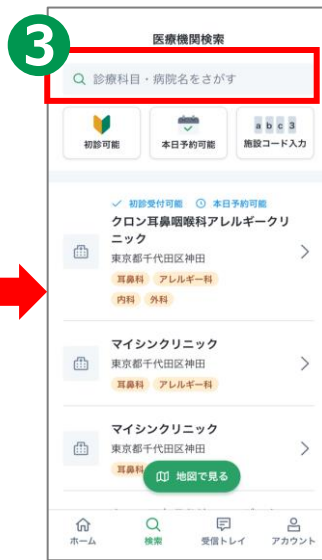 3
医療機関検索
診療科目・病院名をさがす
初診可能
本日予約可能
a b c 3
施設コード入力
初診受付可能 本日予約可能
クロン耳鼻咽喉科アレルギークリ
ニック
東京都千代田区神田
耳鼻科 アレルギー科
内科 外科
マイシンクリニック
東京都千代田区神田
耳鼻科 アレルギー科
マイシンクリニック
東京都千代田区神田
耳鼻科
地図で見る
ホーム 検索 受信トレイ アカウント